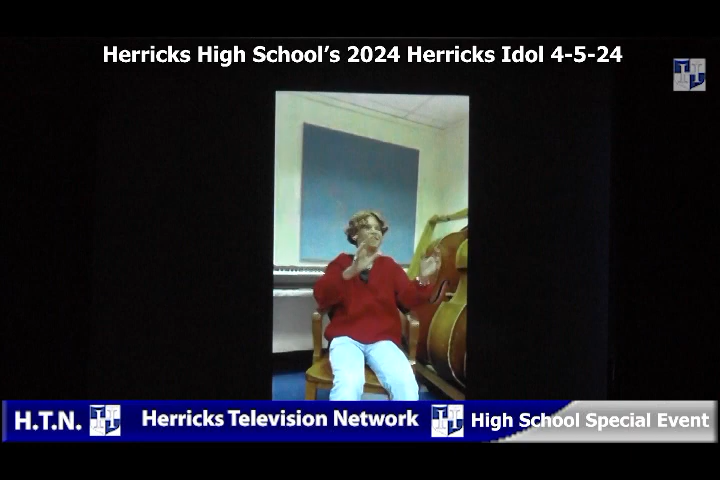 Herricks High School's 2024 Herricks Idol 4-5-24
H.T.N. Herricks Television Network High School Special Event